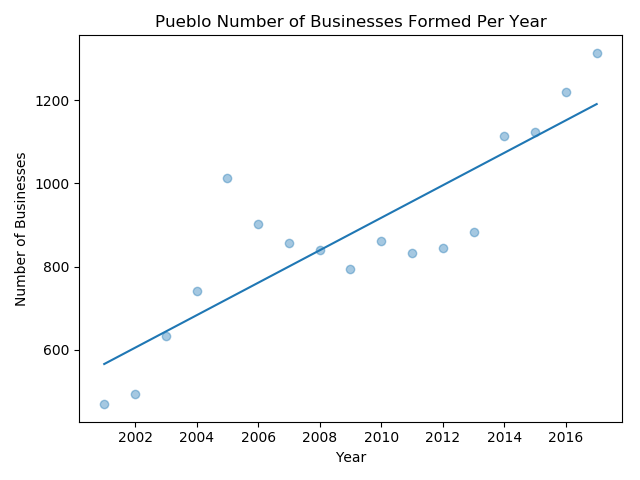 Pueblo Number of Businesses Formed Per Year
Number of Businesses
1200
1000
800
600
2002 2004 2006 2008 2010 2012 2014 2016
Year